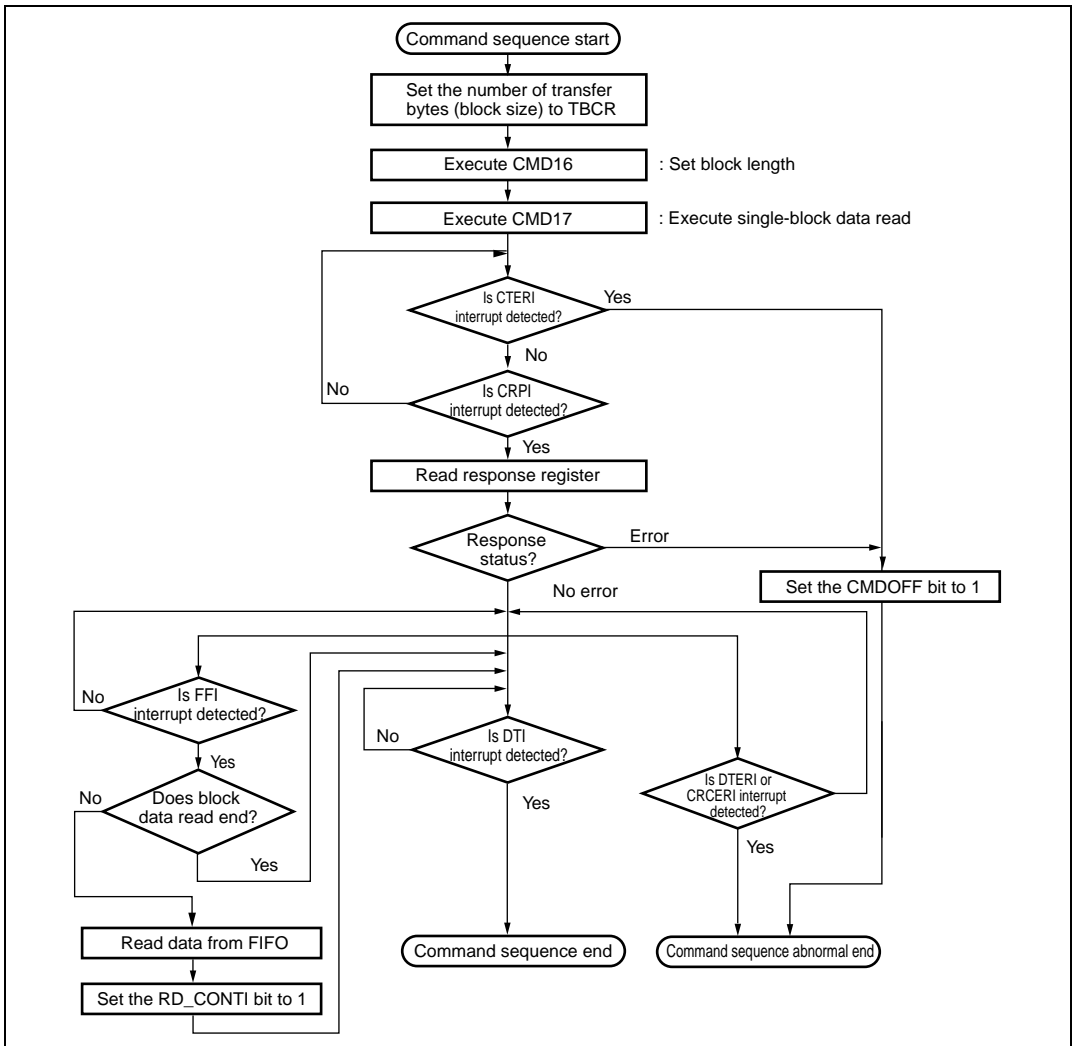 Command sequence start
Set the number of transfer
bytes (block size) to TBCR
Execute CMD16
: Set block length
Execute CMD17
: Execute single-block data read
Is CTERI
interrupt detected?
Yes
No
Is CRPI
interrupt detected?
No
Yes
Read response register
Response
status?
Error
No error
Set the CMDOFF bit to 1
Is FFI
interrupt detected?
No
Yes
Is DTI
interrupt detected?
No
Yes
Is DTERI or
CRCERI interrupt
detected?
Yes
Does block
data read end?
No
Yes
Read data from FIFO
Set the RD_CONTI bit to 1
Command sequence end
Command sequence abnormal end